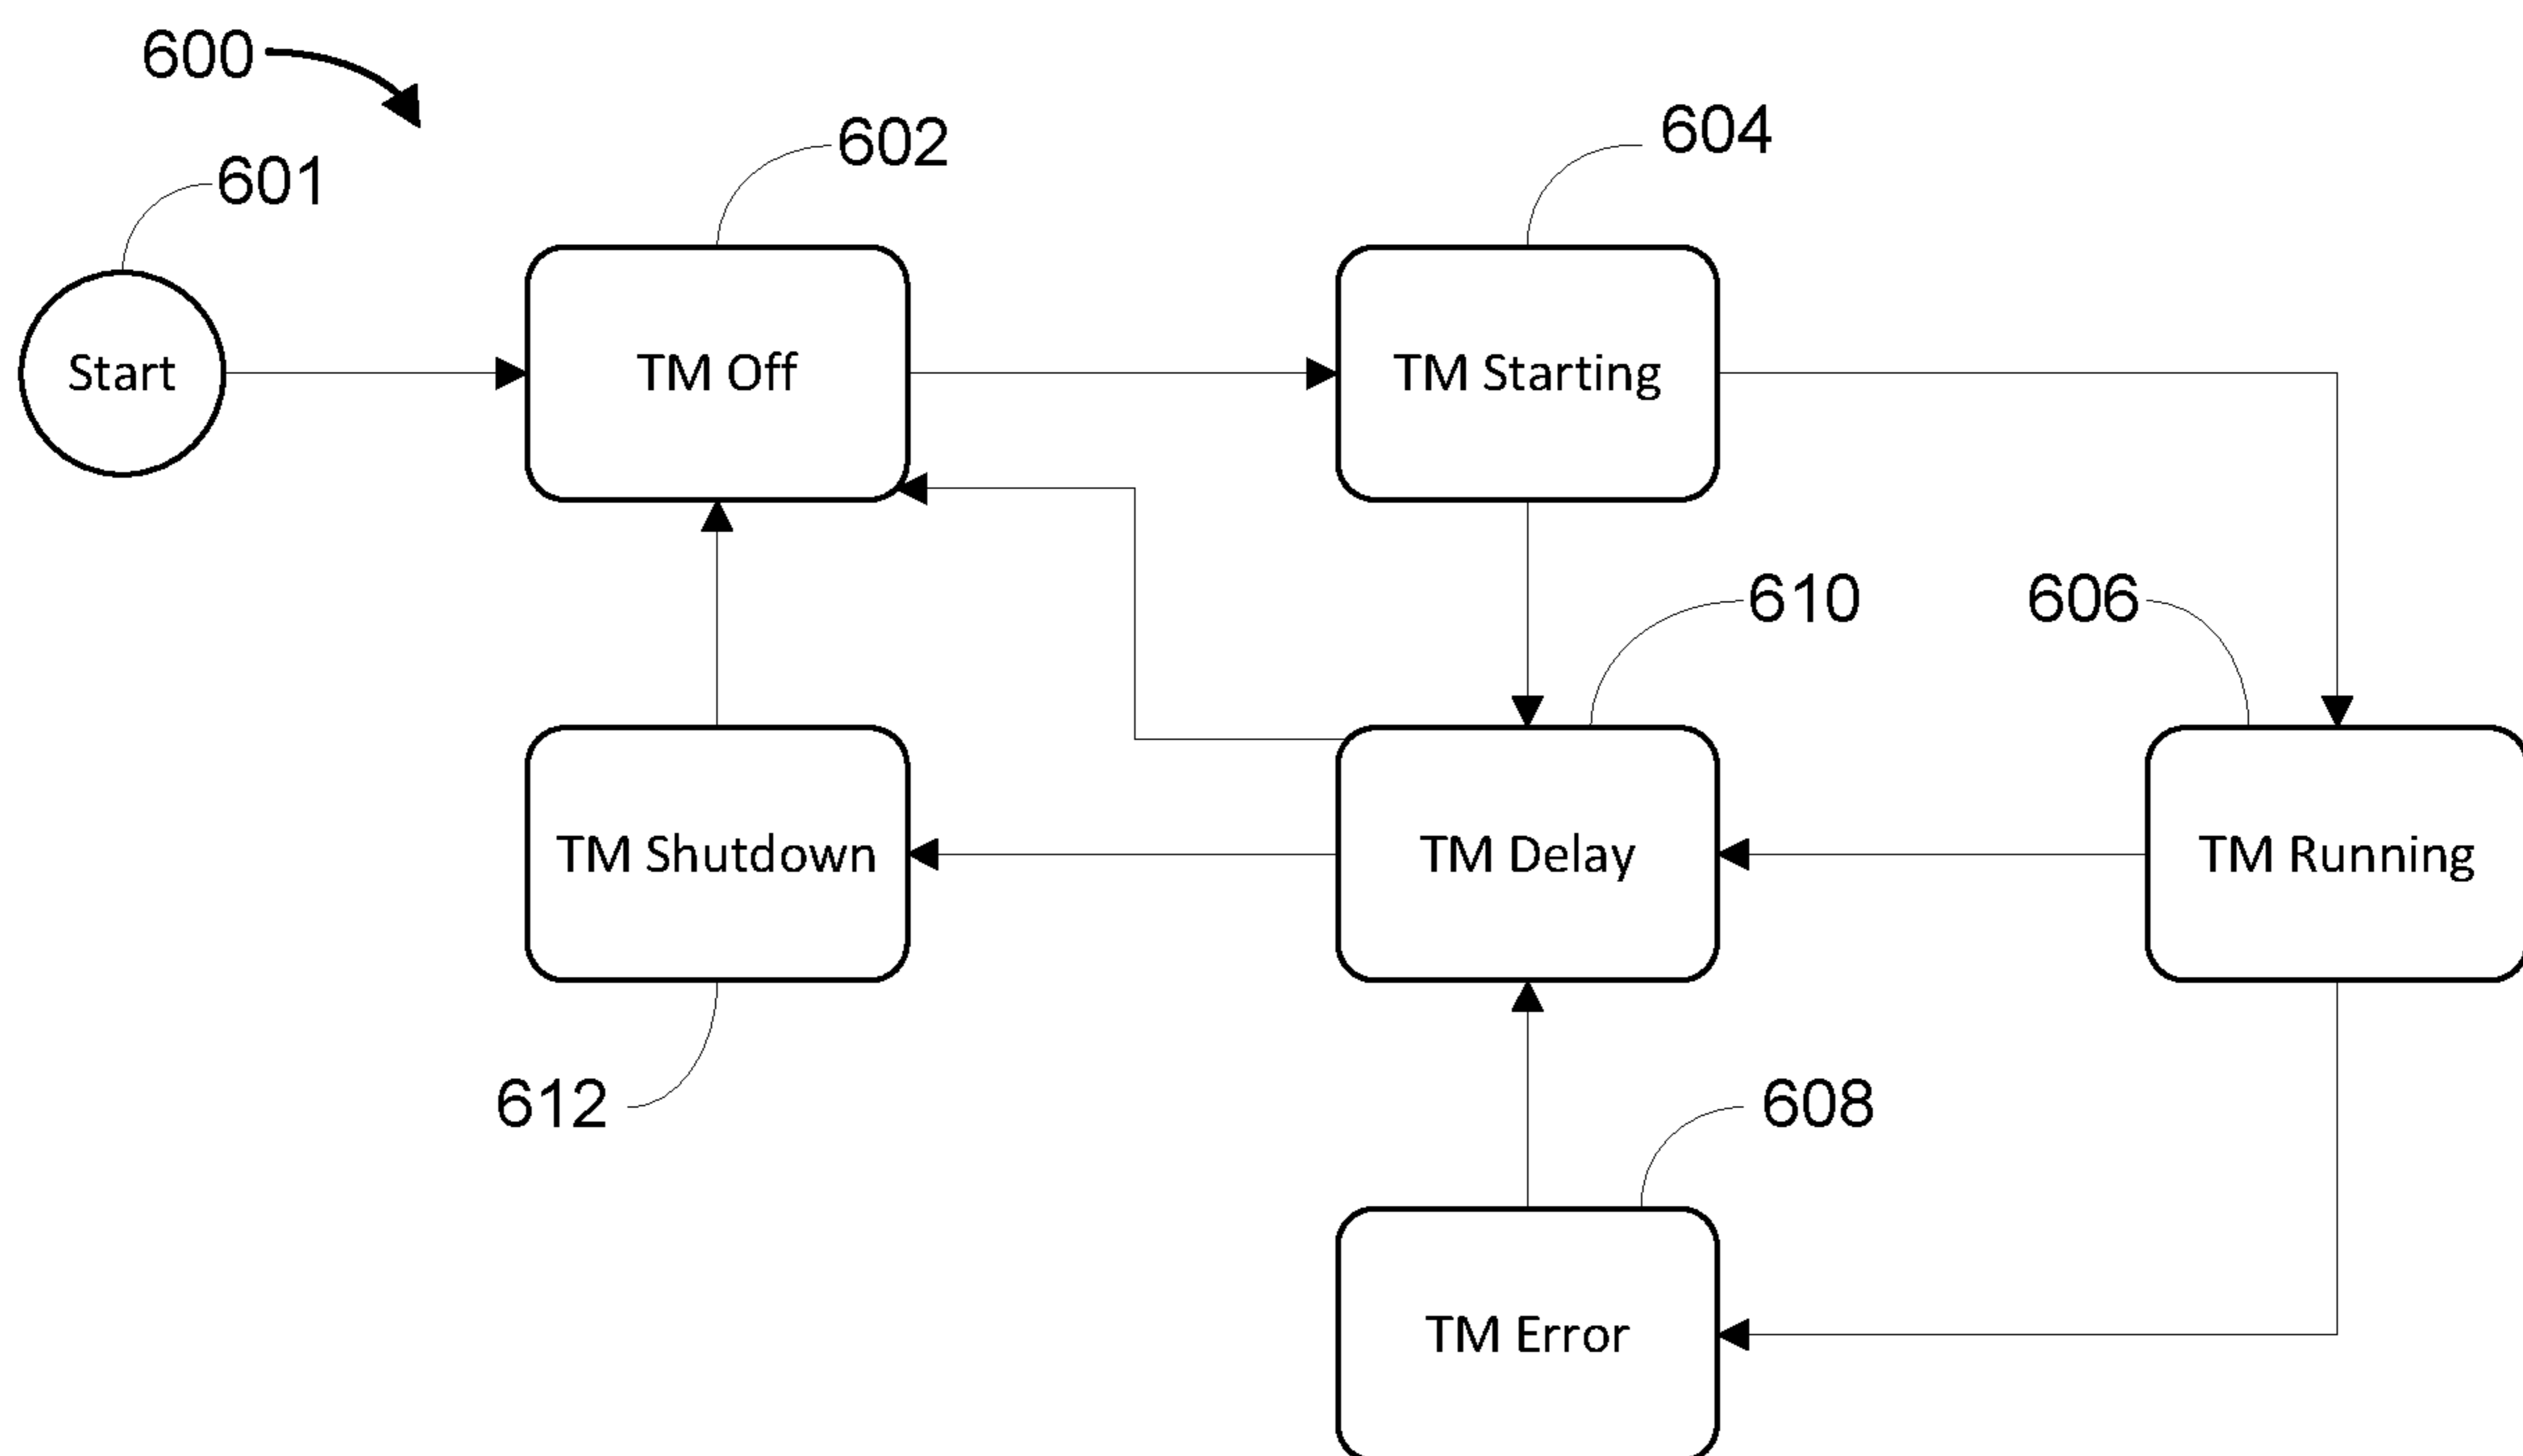 600
601
602
604
Start
TM Off
TM Starting
610
606
TM Shutdown
TM Delay
TM Running
612
608
TM Error